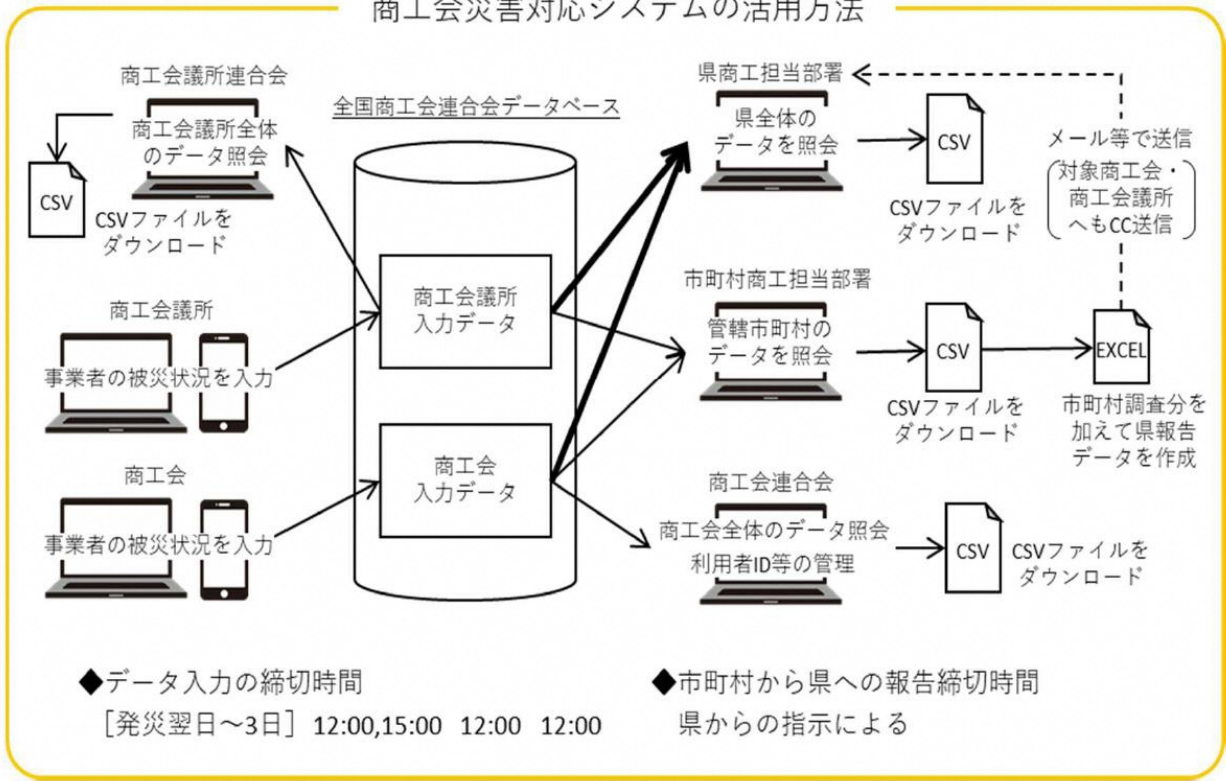 商工会災害対応システムの活用方法
商工会議所連合会
商工会議所全体
のデータ照会
CSV
CSVファイルを
ダウンロード
商工会議所
事業者の被災状況を入力
商工会
事業者の被災状況を入力
全国商工会連合会データベース
商工会議所
入力データ
商工会
入力データ
県商工担当部署
県全体の
データを照会
CSV
CSVファイルを
ダウンロード
メール等で送信
対象商工会・
商工会議所
へもCC送信
市町村商工担当部署
管轄市町村の
データを照会
CSV
CSVファイルを
ダウンロード
EXCEL
市町村調査分を
加えて県報告
データを作成
商工会連合会
商工会全体のデータ照会
利用者ID等の管理
CSV
CSVファイルを
ダウンロード
◆データ入力の締切時間
［発災翌日～3日］ 12:00,15:00 12:00 12:00
◆市町村から県への報告締切時間
県からの指示による